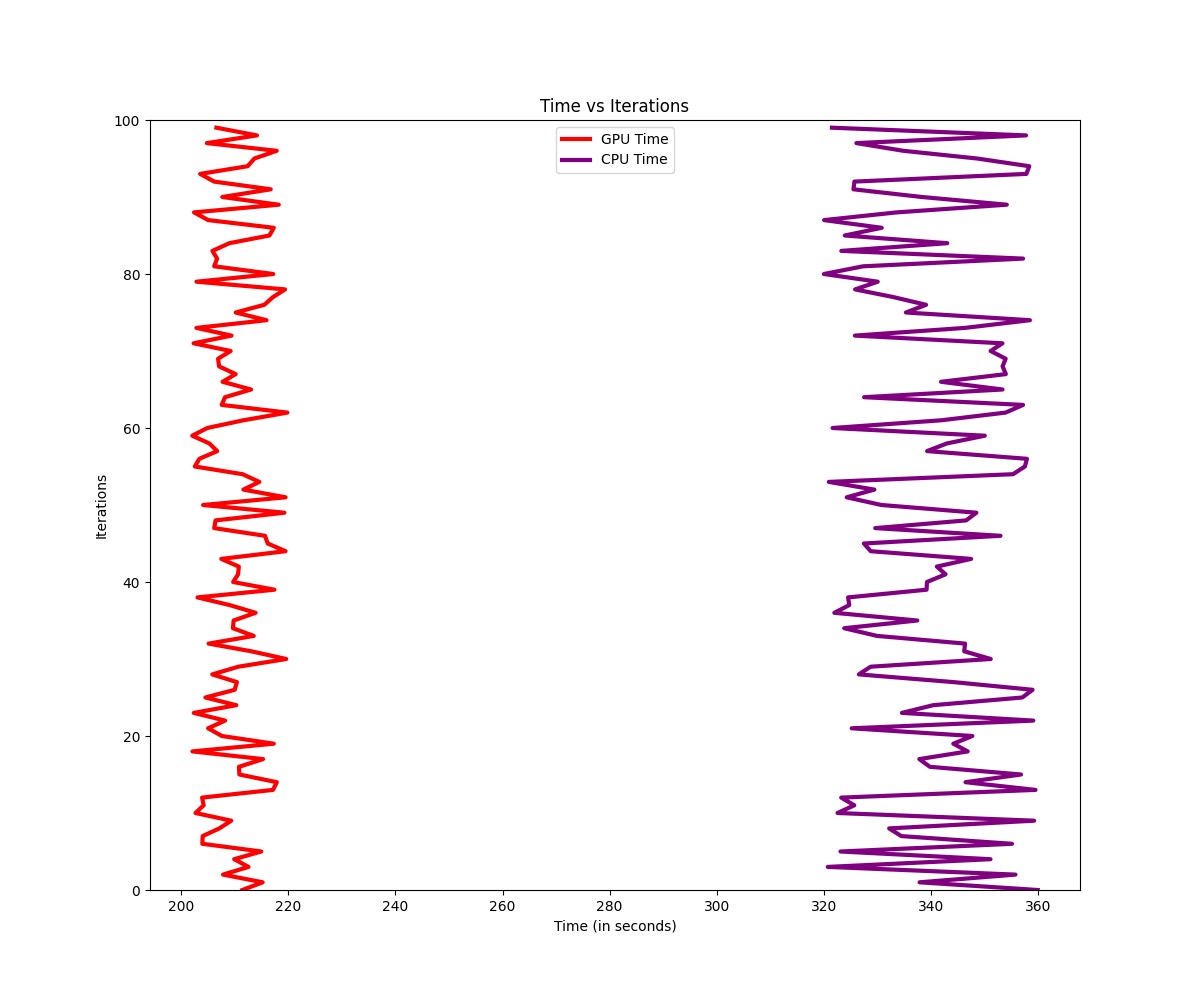 Time vs Iterations
GPU Time
CPU Time
Iterations
100
80
60
40
20
0
200 220 240 260 280 300 320 340 360
Time (in seconds)